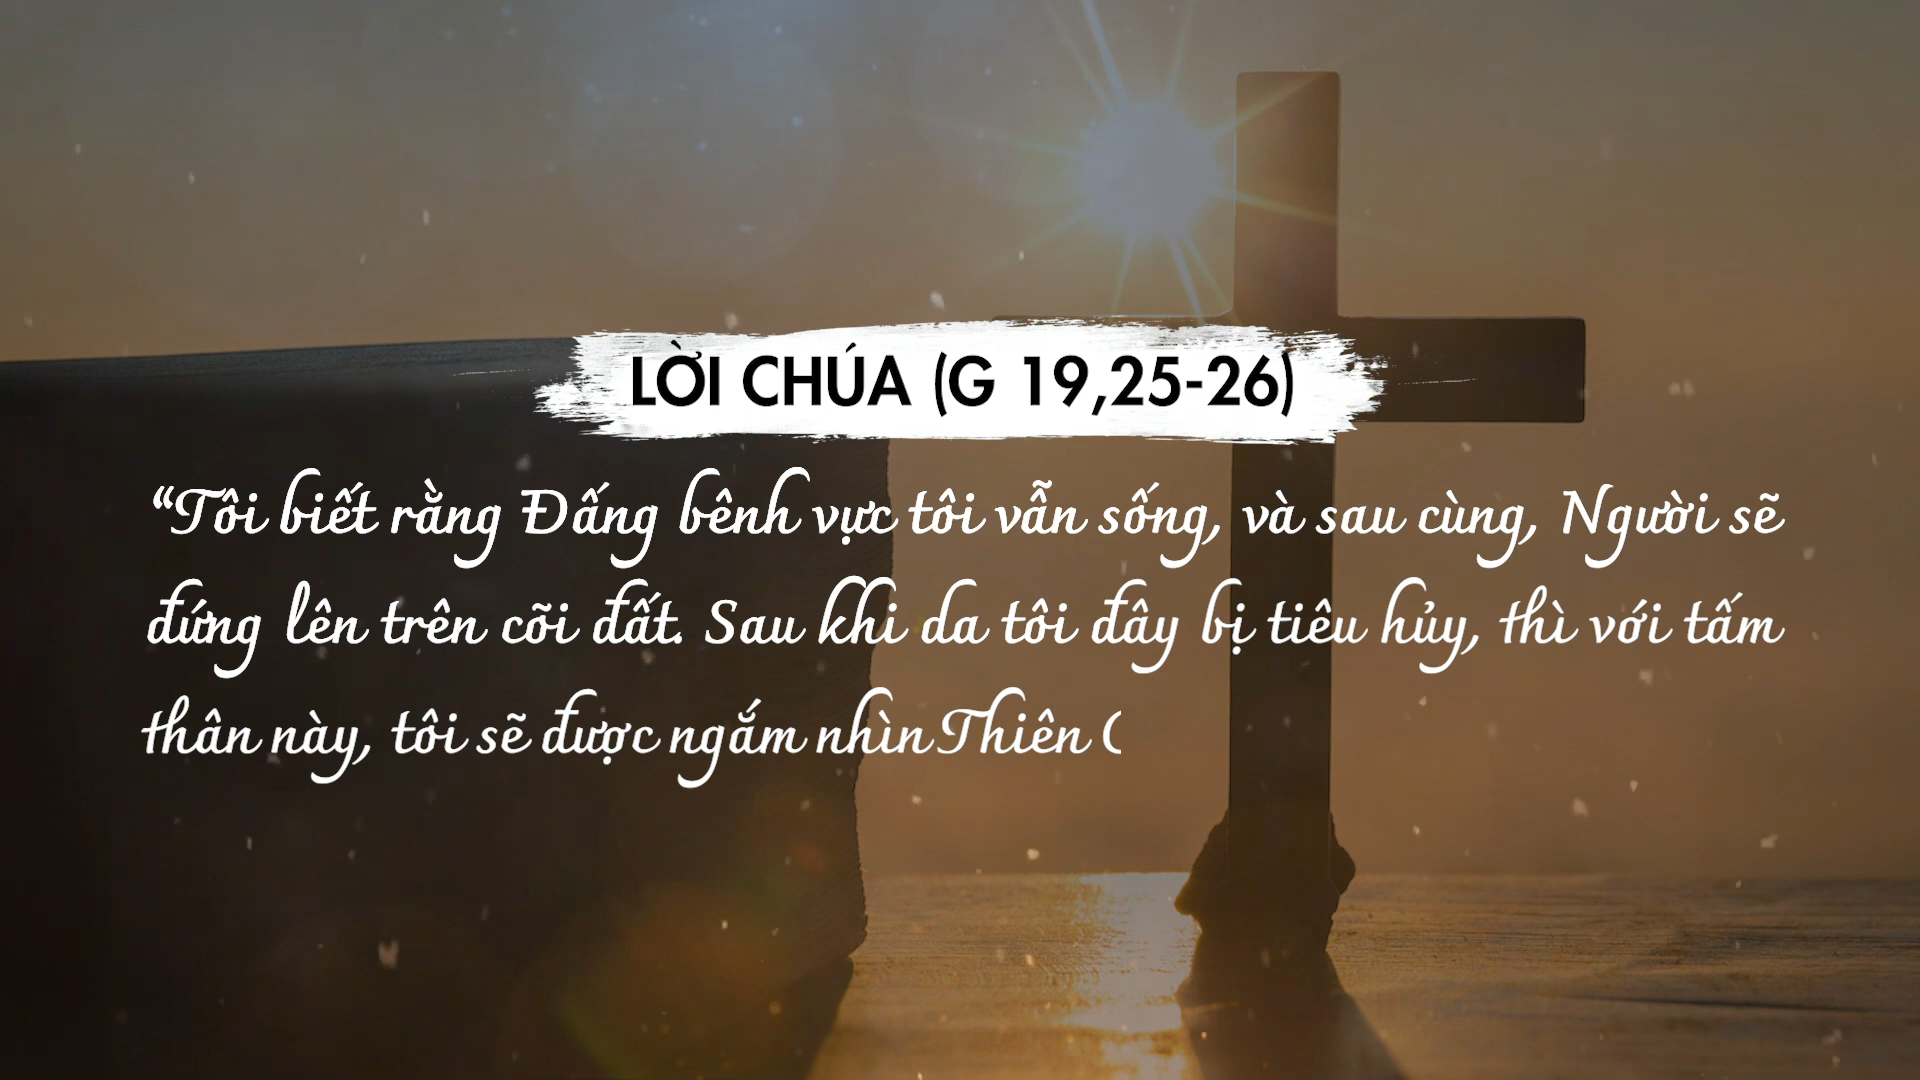 LỜI CHÚA (G 19,25-26)
“Tôi biết rằng Đấng bênh vực tôi vẫn sống, và sau cùng, Người sẽ
đứng lên trên cõi đất. Sau khi da tôi đây bị tiêu hủy, thì với tấm
thân này, tôi sẽ được ngắm nhìn Thiên